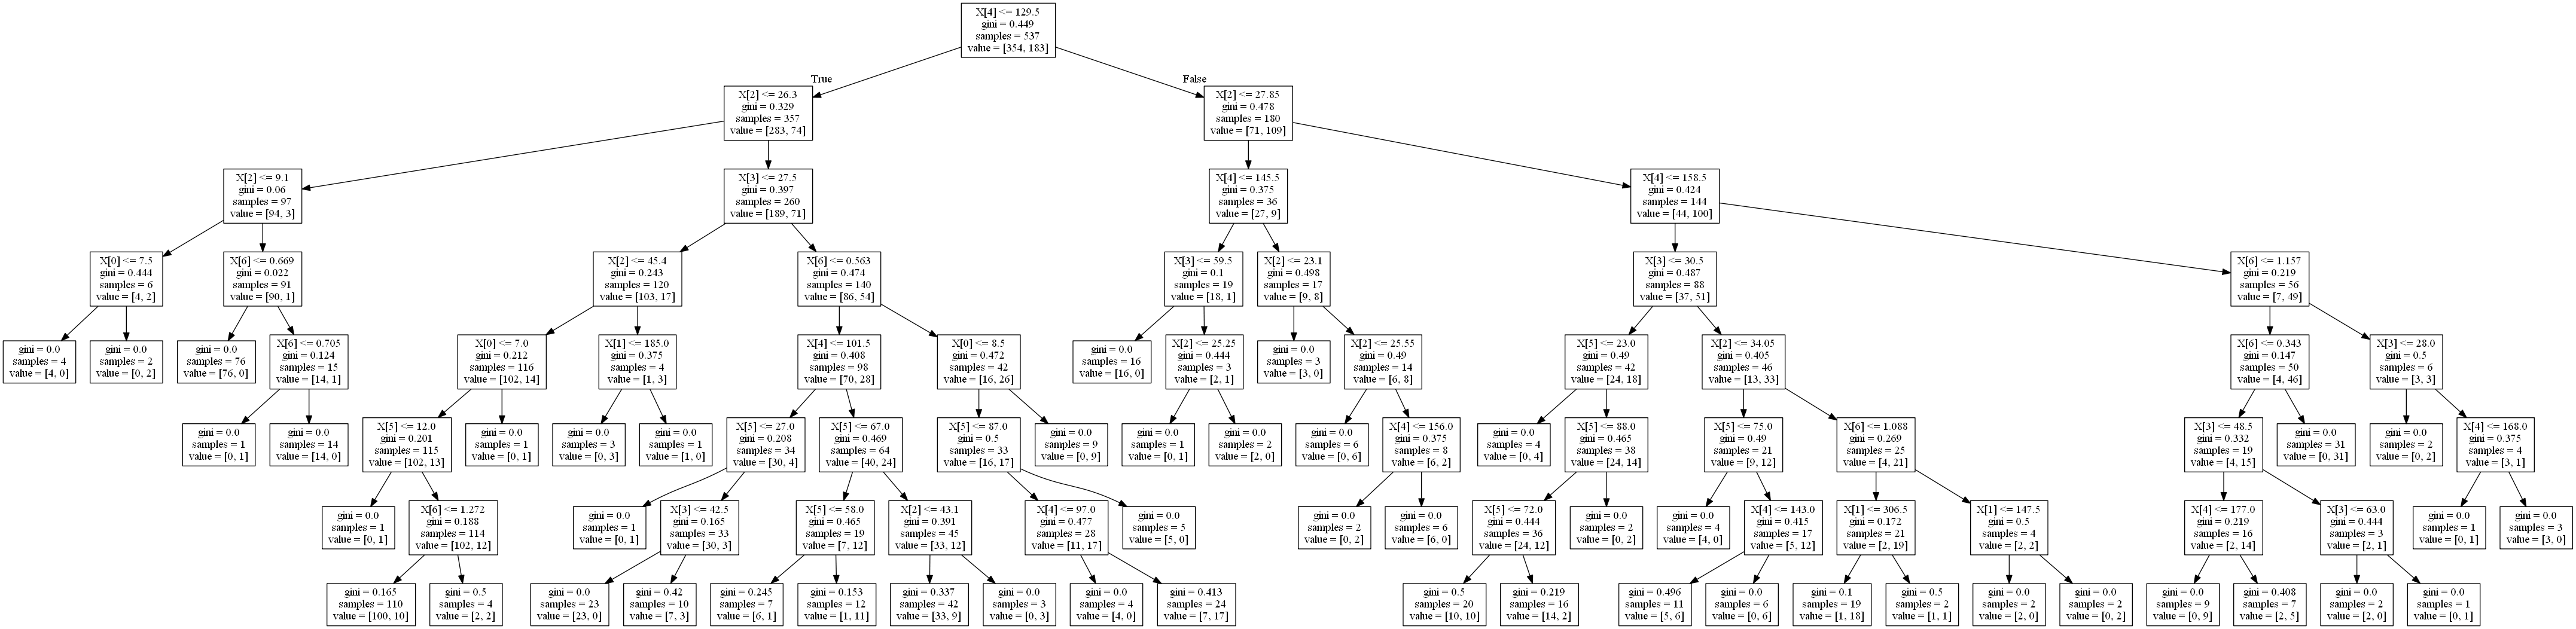 X[4] <= 129.5
gini = 0.449
samples = 537
value = [354, 183]
True
False
X[2] <= 26.3
gini = 0.329
samples = 357
value = [283, 74]
X[2] <= 27.85
gini = 0.478
samples = 180
value = [71, 109]
X[2] <= 9.1
gini = 0.06
samples = 97
value = [94, 3]
X[3] <= 27.5
gini = 0.397
samples = 260
value = [189, 71]
X[4] <= 145.5
gini = 0.375
samples = 36
value = [27, 9]
X[4] <= 158.5
gini = 0.424
samples = 144
value = [44, 100]
X[0] <= 7.5
gini = 0.444
samples = 6
value = [4, 2]
X[6] <= 0.669
gini = 0.022
samples = 91
value = [90, 1]
X[2] <= 45.4
gini = 0.243
samples = 120
value = [103, 17]
X[6] <= 0.563
gini = 0.474
samples = 140
value = [86, 54]
X[3] <= 59.5
gini = 0.1
samples = 19
value = [18, 1]
X[2] <= 23.1
gini = 0.498
samples = 17
value = [9, 8]
X[3] <= 30.5
gini = 0.487
samples = 88
value = [37, 51]
X[6] <= 1.157
gini = 0.219
samples = 56
value = [7, 49]
gini = 0.0
samples = 4
value = [4, 0]
gini = 0.0
samples = 2
value = [0, 2]
gini = 0.0
samples = 76
value = [76, 0]
X[6] <= 0.705
gini = 0.124
samples = 15
value = [14, 1]
X[0] <= 7.0
gini = 0.212
samples = 116
value = [102, 14]
X[1] <= 185.0
gini = 0.375
samples = 4
value = [1, 3]
X[4] <= 101.5
gini = 0.408
samples = 98
value = [70, 28]
X[0] <= 8.5
gini = 0.472
samples = 42
value = [16, 26]
gini = 0.0
samples = 16
value = [16, 0]
X[2] <= 25.25
gini = 0.444
samples = 3
value = [2, 1]
gini = 0.0
samples = 3
value = [3, 0]
X[2] <= 25.55
gini = 0.49
samples = 14
value = [6, 8]
X[5] <= 23.0
gini = 0.49
samples = 42
value = [24, 18]
X[2] <= 34.05
gini = 0.405
samples = 46
value = [13, 33]
X[6] <= 0.343
gini = 0.147
samples = 50
value = [4, 46]
X[3] <= 28.0
gini = 0.5
samples = 6
value = [3, 3]
gini = 0.0
samples = 1
value = [0, 1]
gini = 0.0
samples = 14
value = [14, 0]
X[5] <= 12.0
gini = 0.201
samples = 115
value = [102, 13]
gini = 0.0
samples = 1
value = [0, 1]
gini = 0.0
samples = 3
value = [0, 3]
gini = 0.0
samples = 1
value = [1, 0]
X[5] <= 27.0
gini = 0.208
samples = 34
value = [30, 4]
X[5] <= 67.0
gini = 0.469
samples = 64
value = [40, 24]
X[5] <= 87.0
gini = 0.5
samples = 33
value = [16, 17]
gini = 0.0
samples = 9
value = [0, 9]
gini = 0.0
samples = 1
value = [0, 1]
gini = 0.0
samples = 2
value = [2, 0]
gini = 0.0
samples = 6
value = [0, 6]
X[4] <= 156.0
gini = 0.375
samples = 8
value = [6, 2]
gini = 0.0
samples = 4
value = [0, 4]
X[5] <= 88.0
gini = 0.465
samples = 38
value = [24, 14]
X[5] <= 75.0
gini = 0.49
samples = 21
value = [9, 12]
X[6] <= 1.088
gini = 0.269
samples = 25
value = [4, 21]
X[3] <= 48.5
gini = 0.332
samples = 19
value = [4, 15]
gini = 0.0
samples = 31
value = [0, 31]
gini = 0.0
samples = 2
value = [0, 2]
X[4] <= 168.0
gini = 0.375
samples = 4
value = [3, 1]
gini = 0.0
samples = 1
value = [0, 1]
X[6] <= 1.272
gini = 0.188
samples = 114
value = [102, 12]
gini = 0.0
samples = 1
value = [0, 1]
X[3] <= 42.5
gini = 0.165
samples = 33
value = [30, 3]
X[5] <= 58.0
gini = 0.465
samples = 19
value = [7, 12]
X[2] <= 43.1
gini = 0.391
samples = 45
value = [33, 12]
X[4] <= 97.0
gini = 0.477
samples = 28
value = [11, 17]
gini = 0.0
samples = 5
value = [5, 0]
gini = 0.0
samples = 2
value = [0, 2]
gini = 0.0
samples = 6
value = [6, 0]
X[5] <= 72.0
gini = 0.444
samples = 36
value = [24, 12]
gini = 0.0
samples = 2
value = [0, 2]
gini = 0.0
samples = 4
value = [4, 0]
X[4] <= 143.0
gini = 0.415
samples = 17
value = [5, 12]
X[1] <= 306.5
gini = 0.172
samples = 21
value = [2, 19]
X[1] <= 147.5
gini = 0.5
samples = 4
value = [2, 2]
X[4] <= 177.0
gini = 0.219
samples = 16
value = [2, 14]
X[3] <= 63.0
gini = 0.444
samples = 3
value = [2, 1]
gini = 0.0
samples = 1
value = [0, 1]
gini = 0.0
samples = 3
value = [3, 0]
gini = 0.165
samples = 110
value = [100, 10]
gini = 0.5
samples = 4
value = [2, 2]
gini = 0.0
samples = 23
value = [23, 0]
gini = 0.42
samples = 10
value = [7, 3]
gini = 0.245
samples = 7
value = [6, 1]
gini = 0.153
samples = 12
value = [1, 11]
gini = 0.337
samples = 42
value = [33, 9]
gini = 0.0
samples = 3
value = [0, 3]
gini = 0.0
samples = 4
value = [4, 0]
gini = 0.413
samples = 24
value = [7, 17]
gini = 0.5
samples = 20
value = [10, 10]
gini = 0.219
samples = 16
value = [14, 2]
gini = 0.496
samples = 11
value = [5, 6]
gini = 0.0
samples = 6
value = [0, 6]
gini = 0.1
samples = 19
value = [1, 18]
gini = 0.5
samples = 2
value = [1, 1]
gini = 0.0
samples = 2
value = [2, 0]
gini = 0.0
samples = 2
value = [0, 2]
gini = 0.0
samples = 9
value = [0, 9]
gini = 0.408
samples = 7
value = [2, 5]
gini = 0.0
samples = 2
value = [2, 0]
gini = 0.0
samples = 1
value = [0, 1]